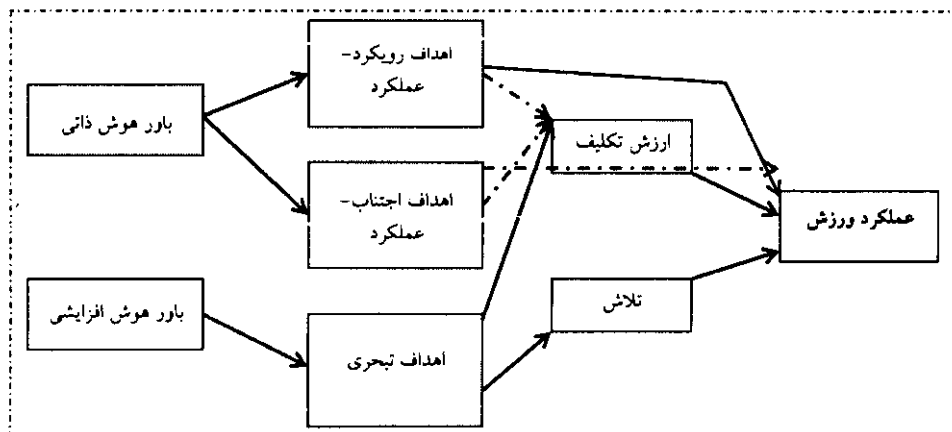 اهداف رویکرد-
عملکرد
باور هوش ذاتی
ارزش تکلیف
اهداف اجتناب-
عملکرد
عملکرد ورزش
باور هوش افزایشی
تلاش
اهداف تبحری